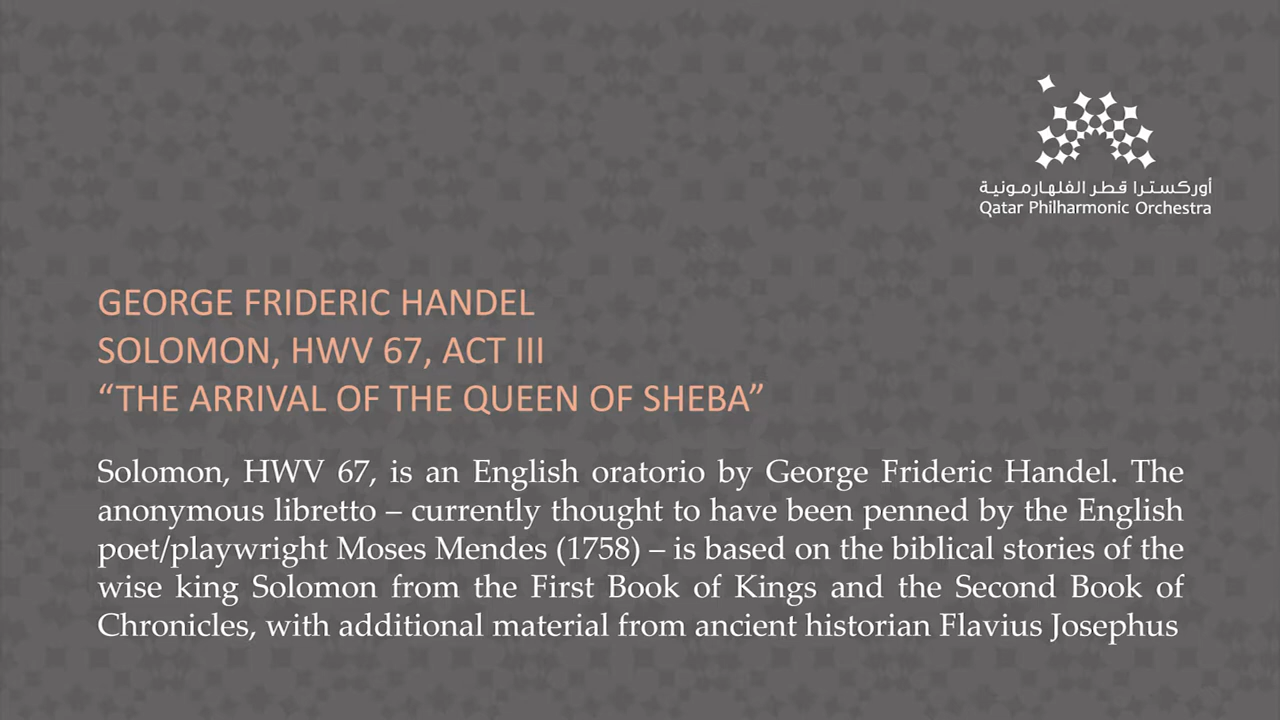 أوركسترا قطر الفلهارمونية
Qatar Philharmonic Orchestra
GEORGE FRIDERIC HANDEL
SOLOMON, HWV 67, ACT III
“THE ARRIVAL OF THE QUEEN OF SHEBA”
Solomon, HWV 67, is an English oratorio by George Frideric Handel. The
anonymous libretto – currently thought to have been penned by the English
poet/playwright Moses Mendes (1758) – is based on the biblical stories of the
wise king Solomon from the First Book of Kings and the Second Book of
Chronicles, with additional material from ancient historian Flavius Josephus